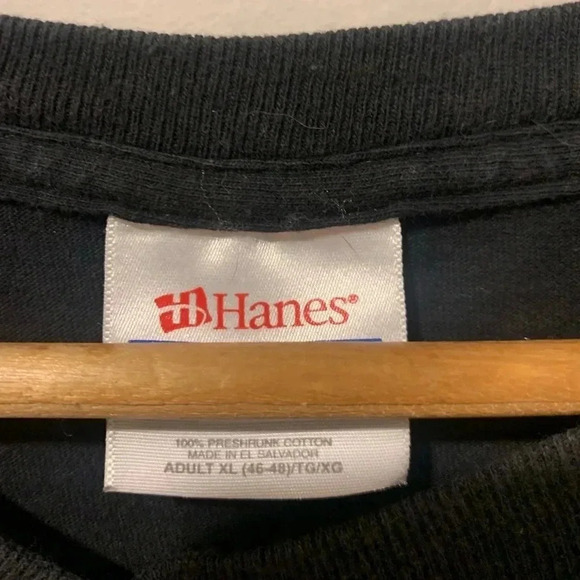 Hanes®
100% PRESHRUNK COTTON
MADE IN EL SALVADOR
ADULT XL (46-48)/TG/XG